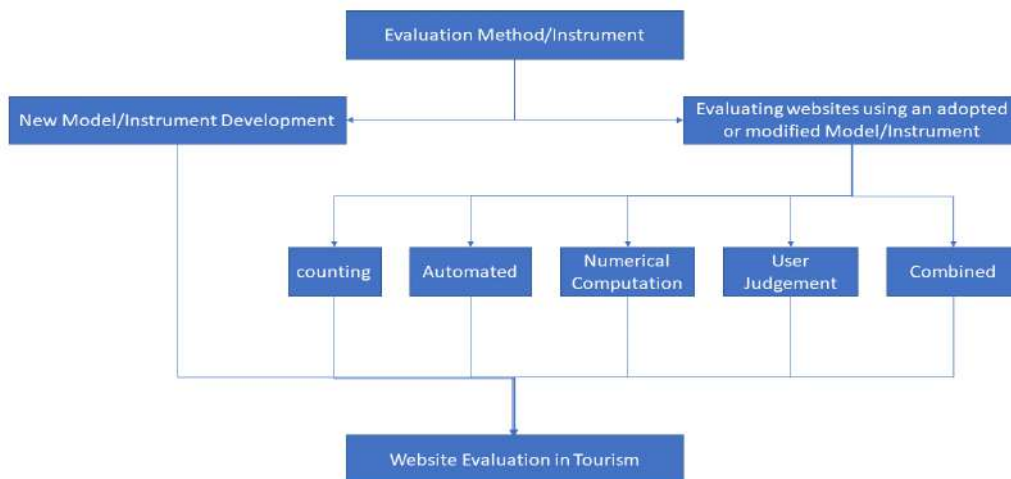 Evaluation Method/Instrument
New Model/Instrument Development
Evaluating websites using an adopted
or modified Model/Instrument
counting
Automated
Numerical
Computation
User
Judgement
Combined
Website Evaluation in Tourism